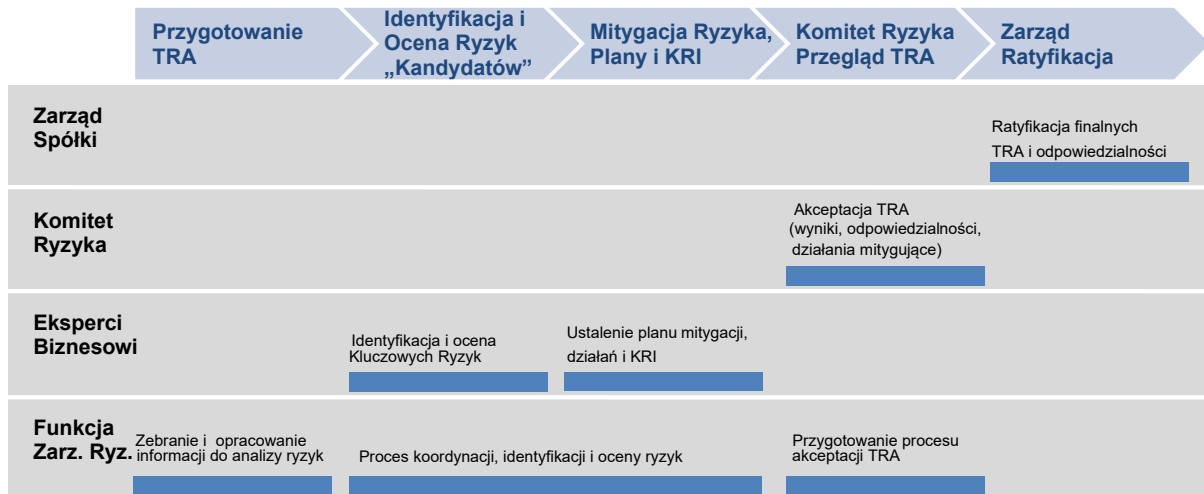 Przygotowanie
TRA
Identyfikacja i
Ocena Ryzyk
„Kandydatów”
Mitygacja Ryzyka,
Plany i KRI
Komitet Ryzyka
Przegląd TRA
Zarząd
Ratyfikacja
Zarząd
Spółki
Ratyfikacja finalnych
TRA i odpowiedzialności
Komitet
Ryzyka
Akceptacja TRA
(wyniki, odpowiedzialności,
działania mitygujące)
Eksperci
Biznesowi
Identyfikacja i ocena
Kluczowych Ryzyk
Ustalenie planu mitygacji,
działań i KRI
Funkcja
Zarz. Ryz.
Zebranie i opracowanie
informacji do analizy ryzyk
Proces koordynacji, identyfikacji i oceny ryzyk
Przygotowanie procesu
akceptacji TRA